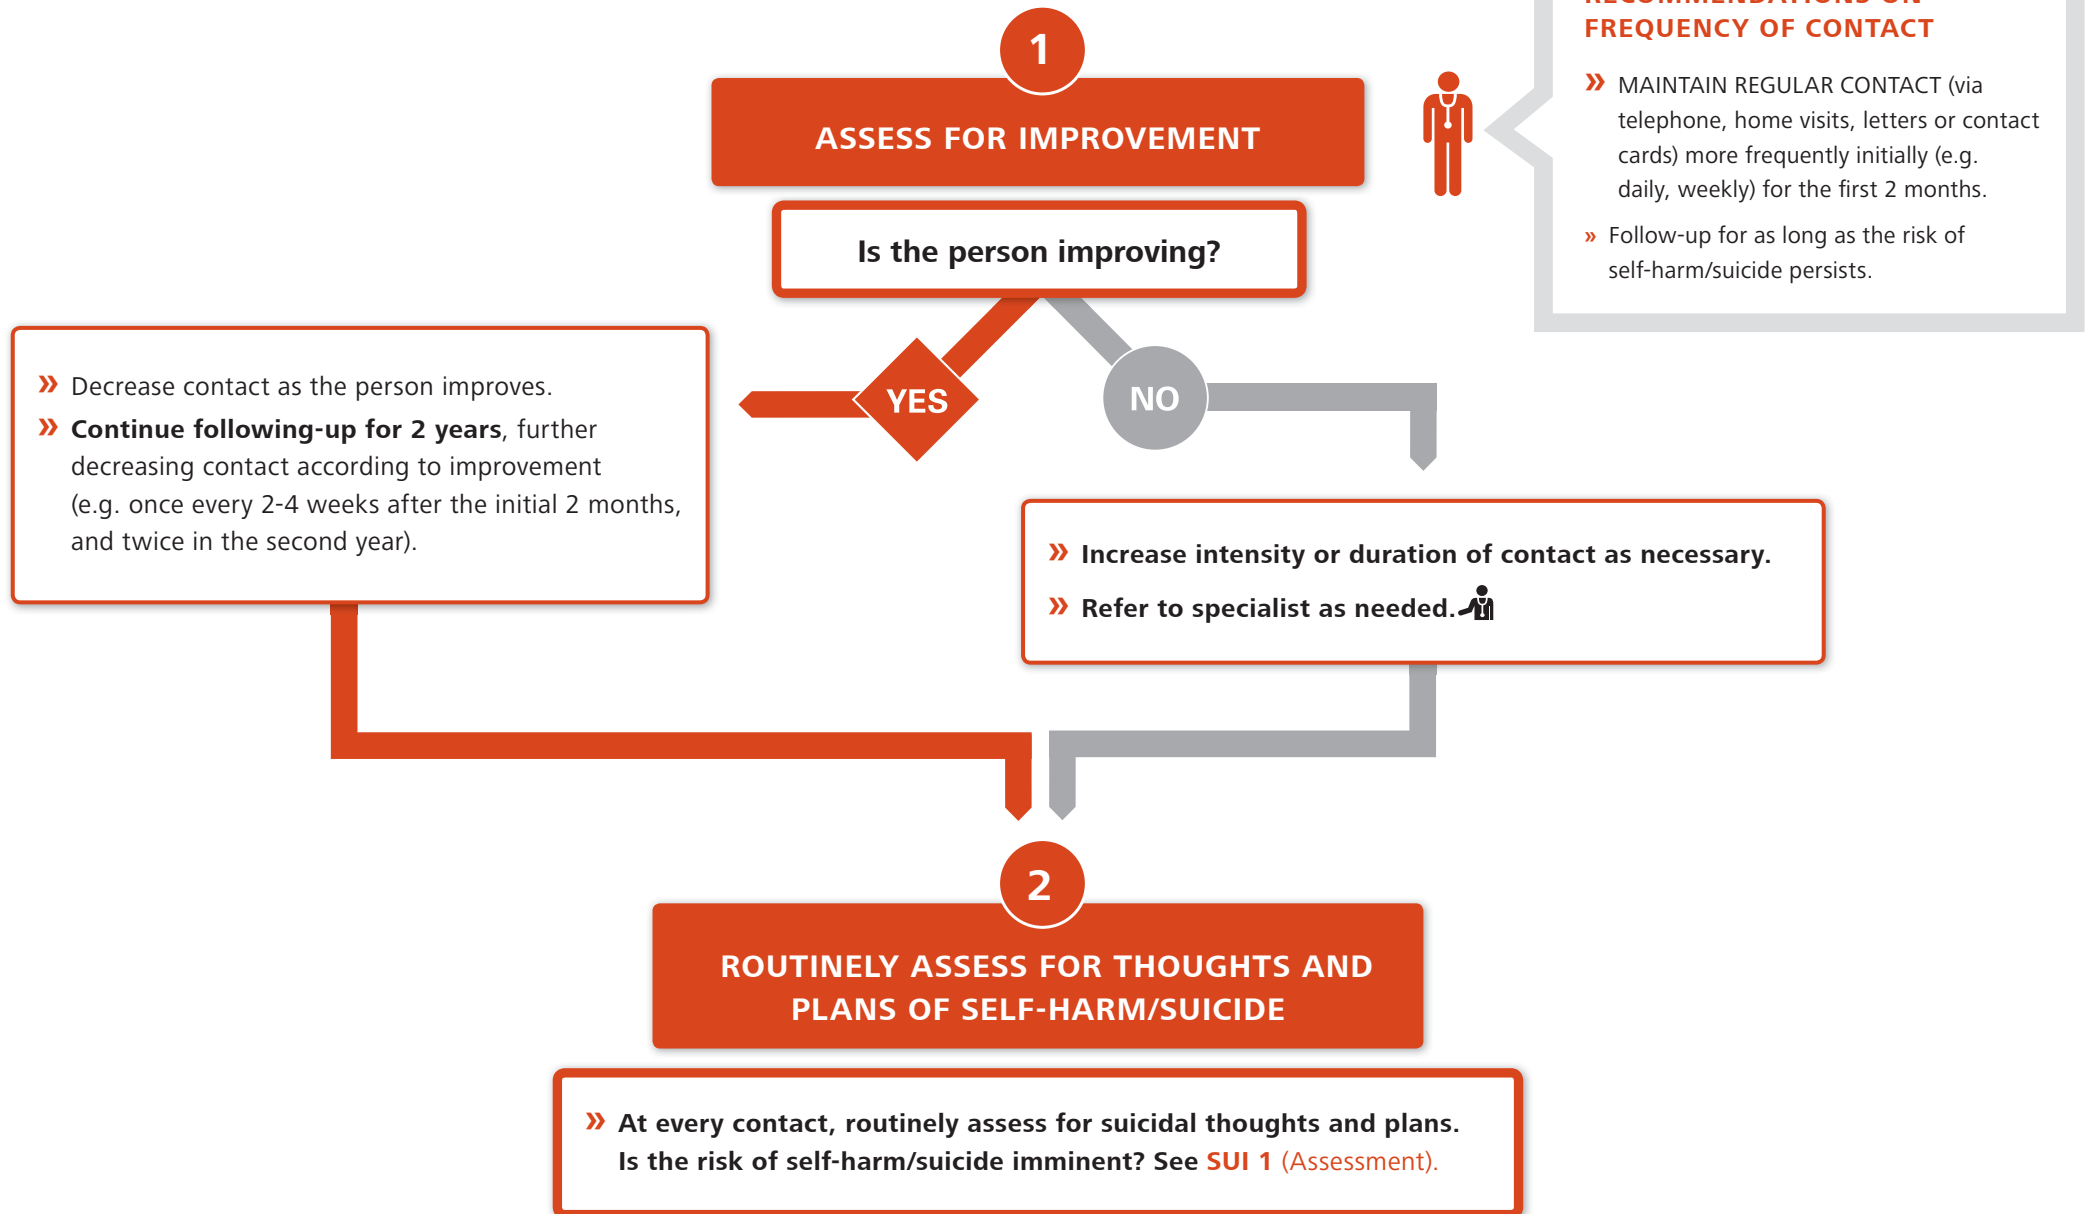 1
ASSESS FOR IMPROVEMENT
Is the person improving?
RECOMMENDATIONS ON
FREQUENCY OF CONTACT
» MAINTAIN REGULAR CONTACT (via
telephone, home visits, letters or contact
cards) more frequently initially (e.g.
daily, weekly) for the first 2 months.
» Follow-up for as long as the risk of
self-harm/suicide persists.
YES
NO
» Decrease contact as the person improves.
» Continue following-up for 2 years, further
decreasing contact according to improvement
(e.g. once every 2-4 weeks after the initial 2 months,
and twice in the second year).
» Increase intensity or duration of contact as necessary.
» Refer to specialist as needed.
2
ROUTINELY ASSESS FOR THOUGHTS AND
PLANS OF SELF-HARM/SUICIDE
» At every contact, routinely assess for suicidal thoughts and plans.
Is the risk of self-harm/suicide imminent? See SUI 1 (Assessment).